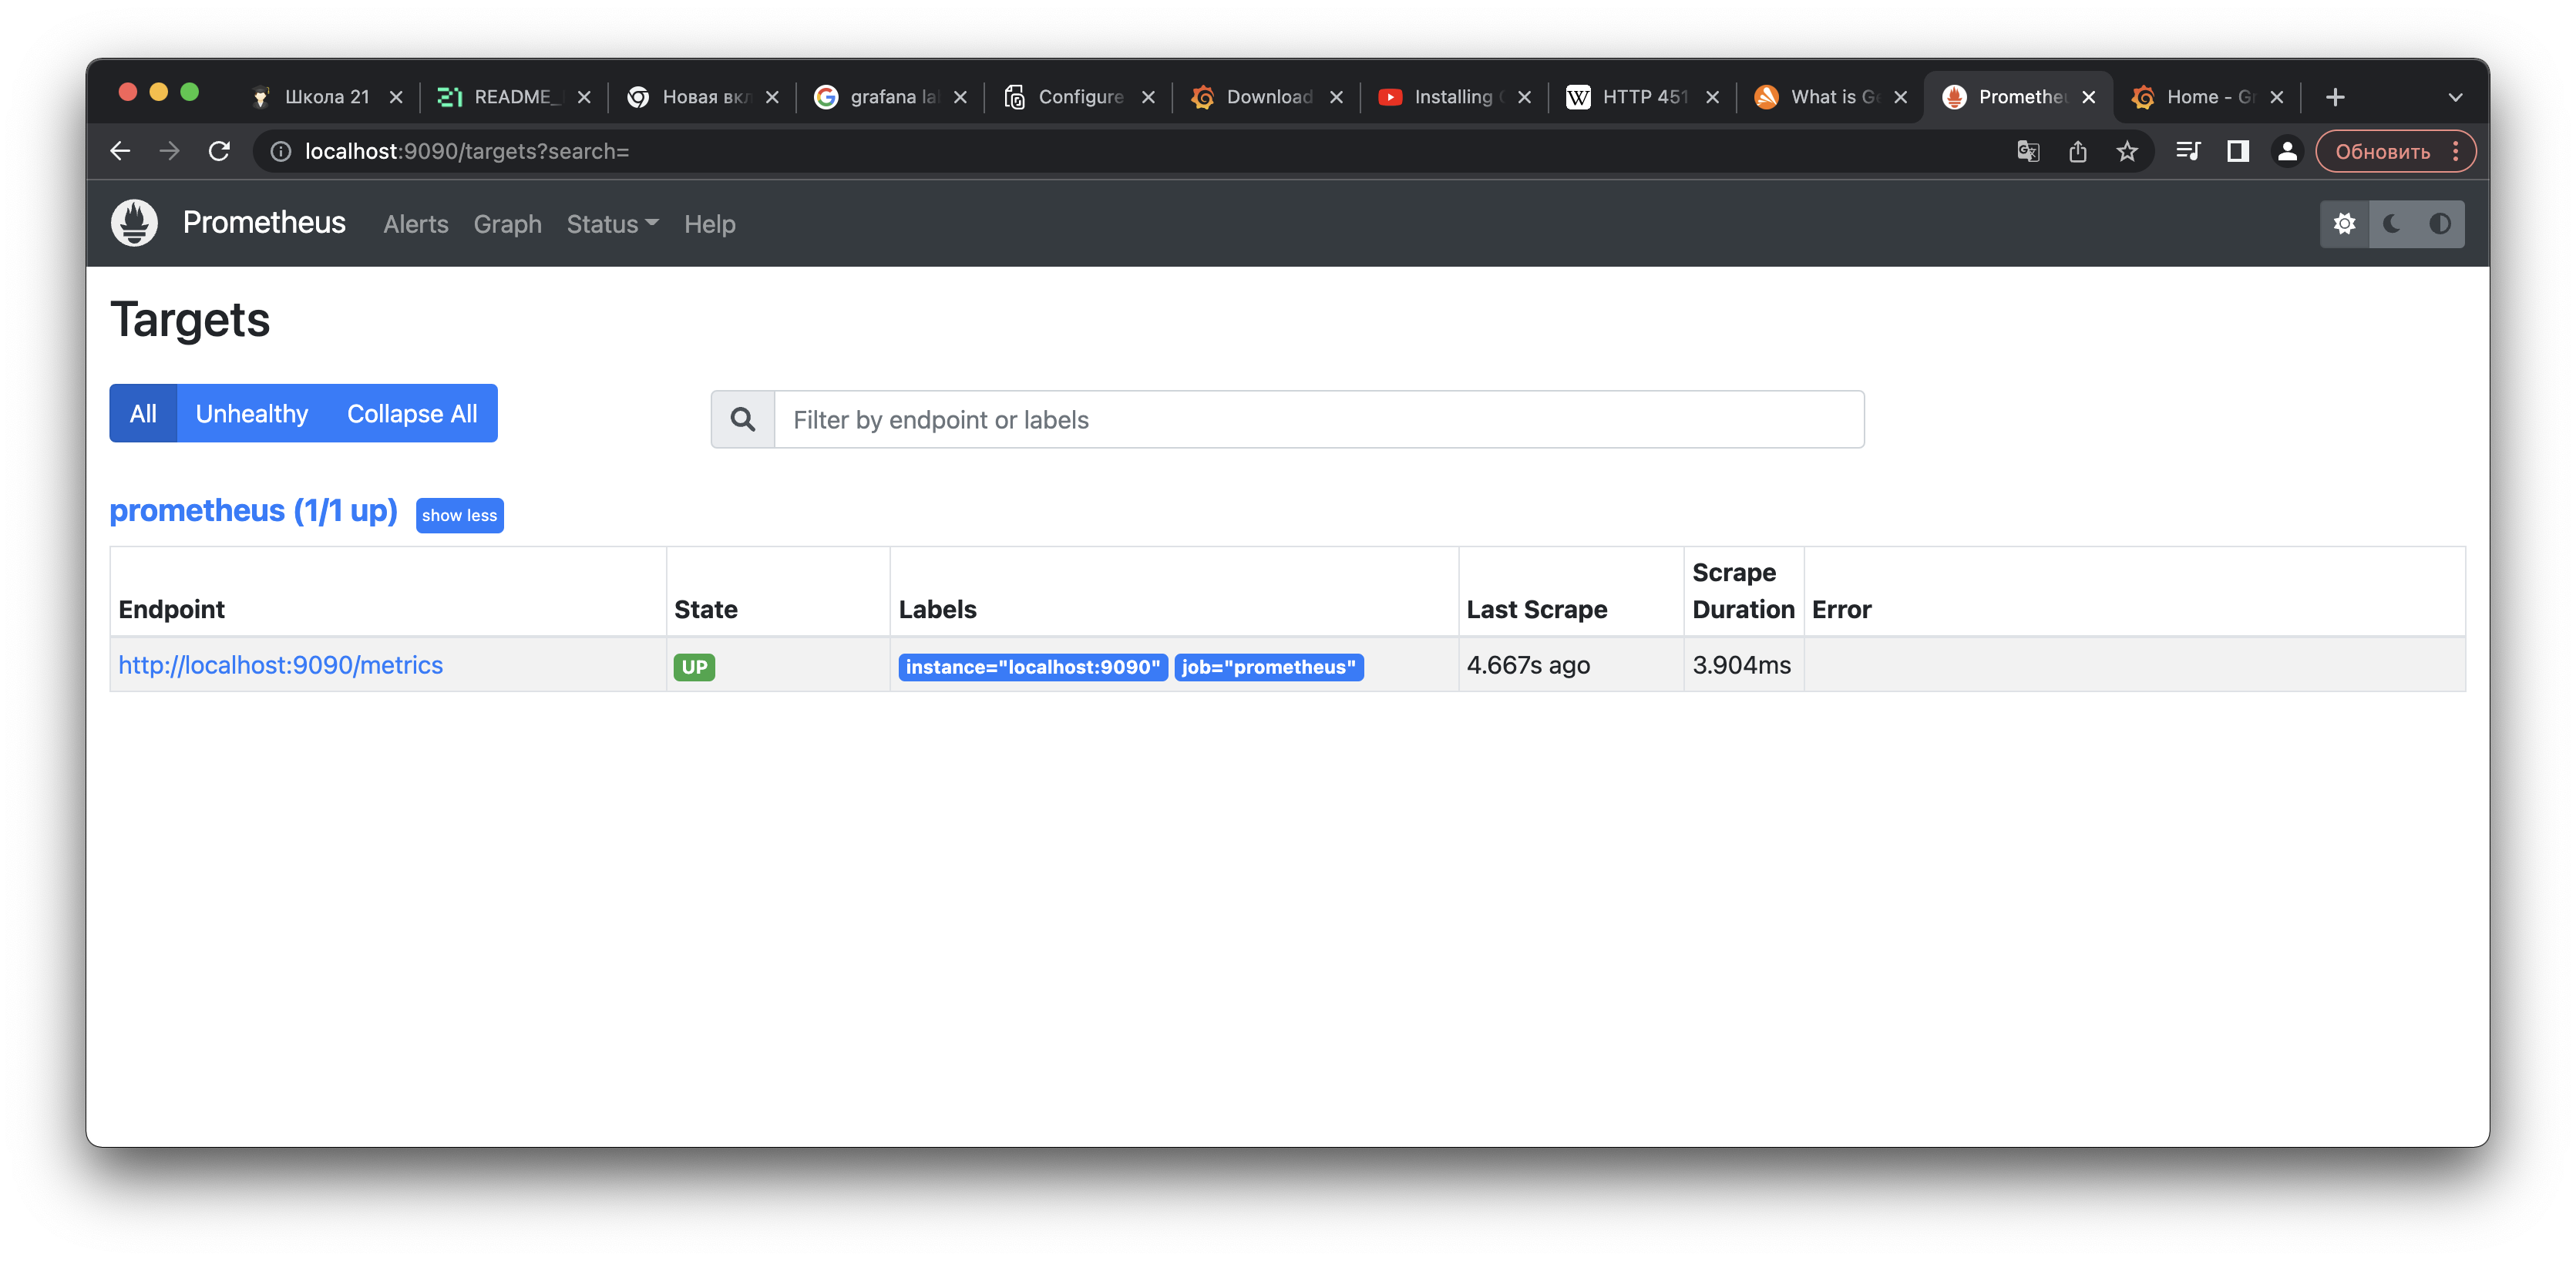 Школа 21
README_
Новая вкл
grafana la
Configure
Download
Installing
HTTP 451
What is Ge
Prometheu
Home - Gr
localhost:9090/targets?search=
Обновить
Prometheus Alerts Graph Status Help
Targets
All Unhealthy Collapse All
Filter by endpoint or labels
prometheus (1/1 up) show less
Endpoint State Labels Last Scrape Scrape Duration Error
http://localhost:9090/metrics UP instance="localhost:9090" job="prometheus" 4.667s ago 3.904ms